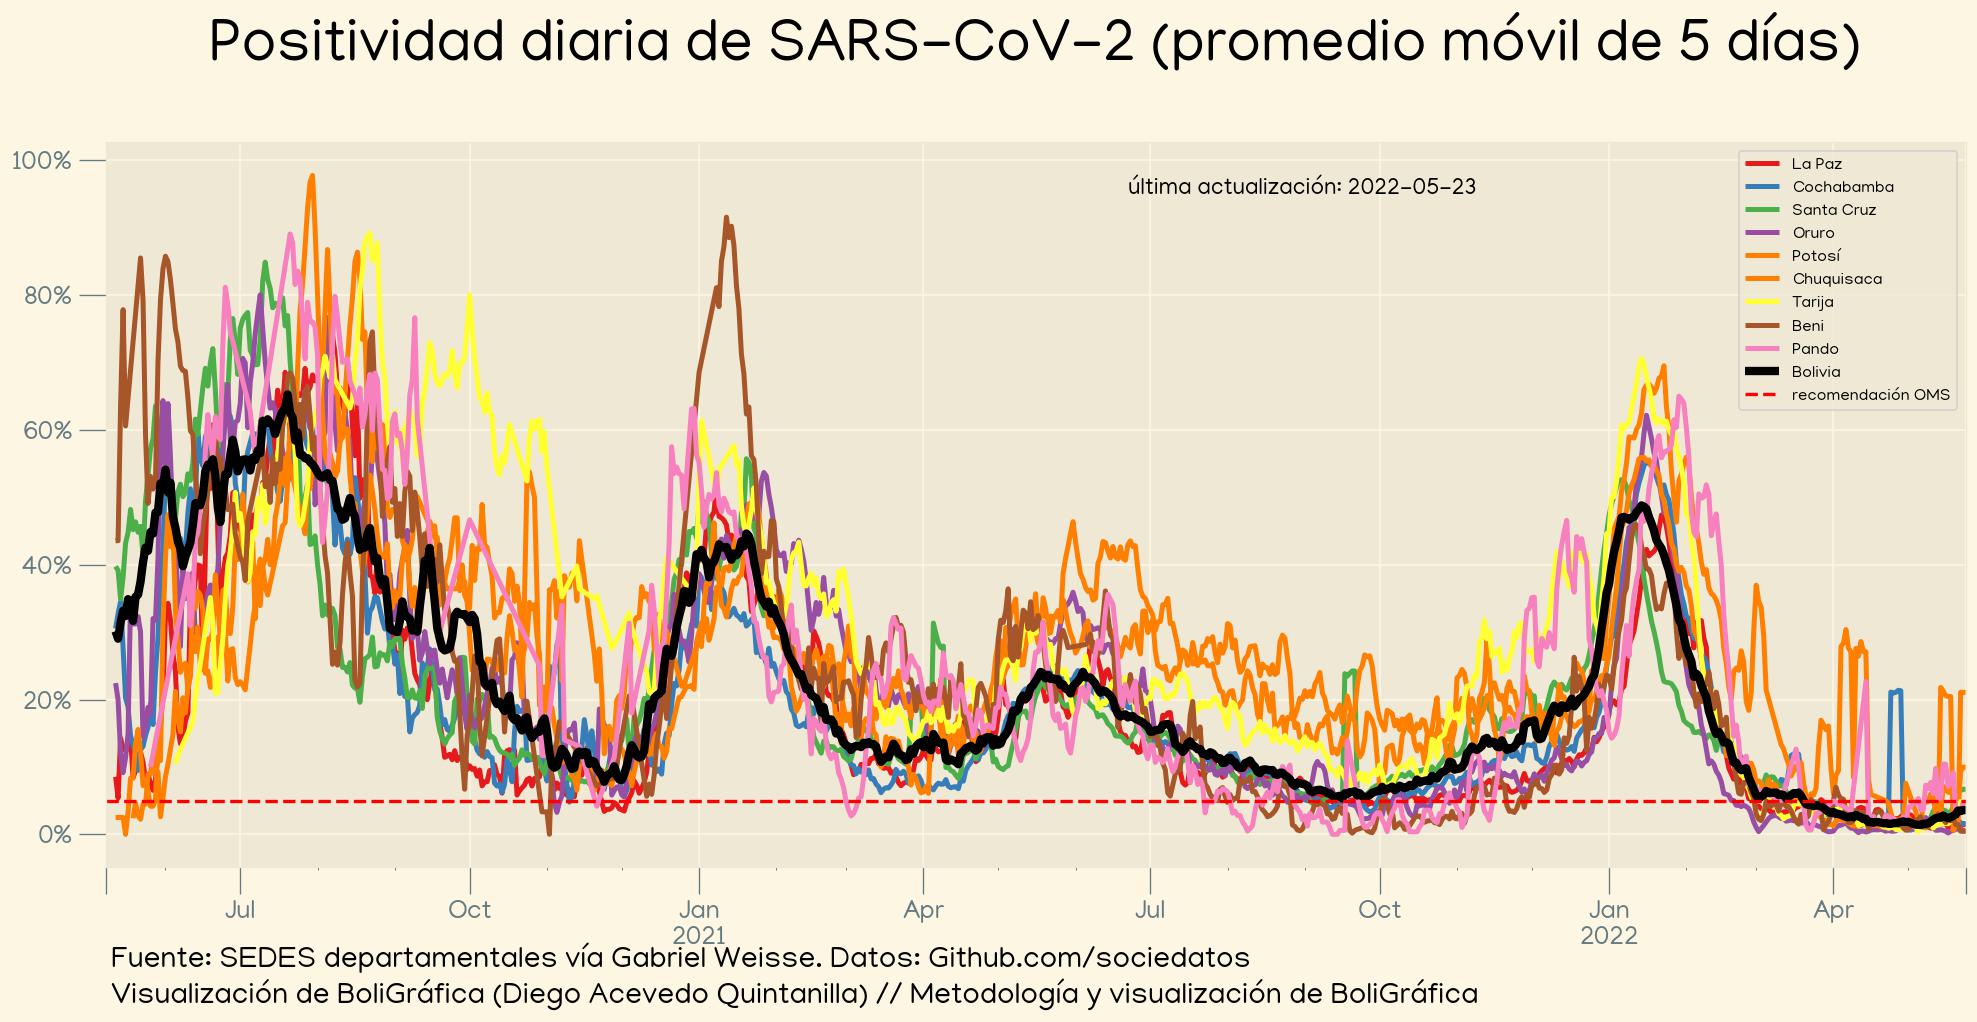 Positividad diaria de SARS-CoV-2 (promedio móvil de 5 días)
última actualización: 2022-05-23
La Paz
Cochabamba
Santa Cruz
Oruro
Potosí
Chuquisaca
Tarija
Beni
Pando
Bolivia
recomendación OMS
100%
80%
60%
40%
20%
0%
Jul Oct Jan Apr Jul Oct Jan Apr
2021 2022
Fuente: SEDES departamentales vía Gabriel Weisse. Datos: Github.com/sociedatos
Visualización de BoliGráfica (Diego Acevedo Quintanilla) // Metodología y visualización de BoliGráfica